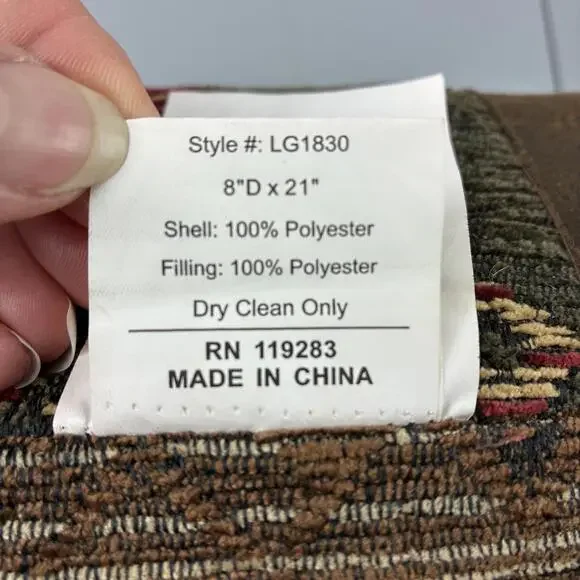 Style #: LG1830
8"D x 21"
Shell: 100% Polyester
Filling: 100% Polyester
Dry Clean Only
RN 119283
MADE IN CHINA